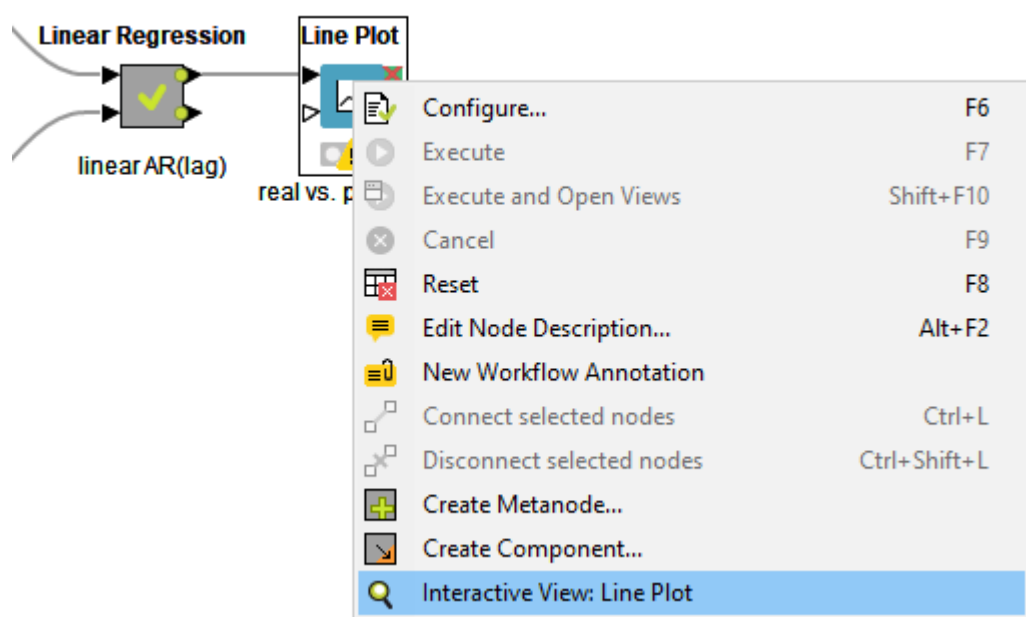 Linear Regression
Line Plot
linear AR(lag)
real vs. p
Configure... F6
Execute F7
Execute and Open Views Shift+F10
Cancel F9
Reset F8
Edit Node Description... Alt+F2
New Workflow Annotation
Connect selected nodes Ctrl+L
Disconnect selected nodes Ctrl+Shift+L
Create Metanode...
Create Component...
Interactive View: Line Plot